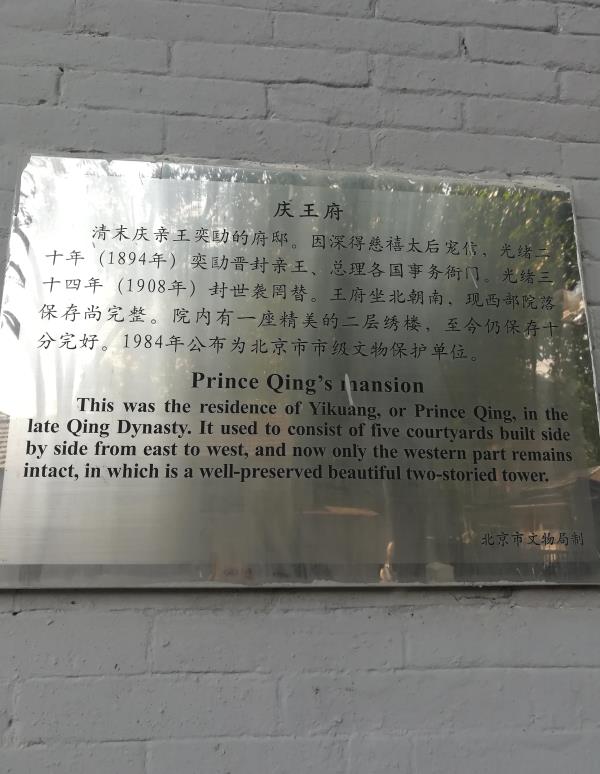 庆王府
清末庆亲王奕劻的府邸。因深得慈禧太后宠信，光绪二
十年（1894年）奕劻晋封亲王、总理各国事务衙门。光绪三
十四年（1908年）封世袭罔替。王府坐北朝南，现西部院落
保存尚完整。院内有一座精美的二层绣楼，至今仍保存十
分完好。1984年公布为北京市市级文物保护单位。
Prince Qing's mansion
This was the residence of Yikuang, or Prince Qing, in the
late Qing Dynasty. It used to consist of five courtyards built side
by side from east to west, and now only the western part remains
intact, in which is a well-preserved beautiful two-storied tower.
北京市文物局制